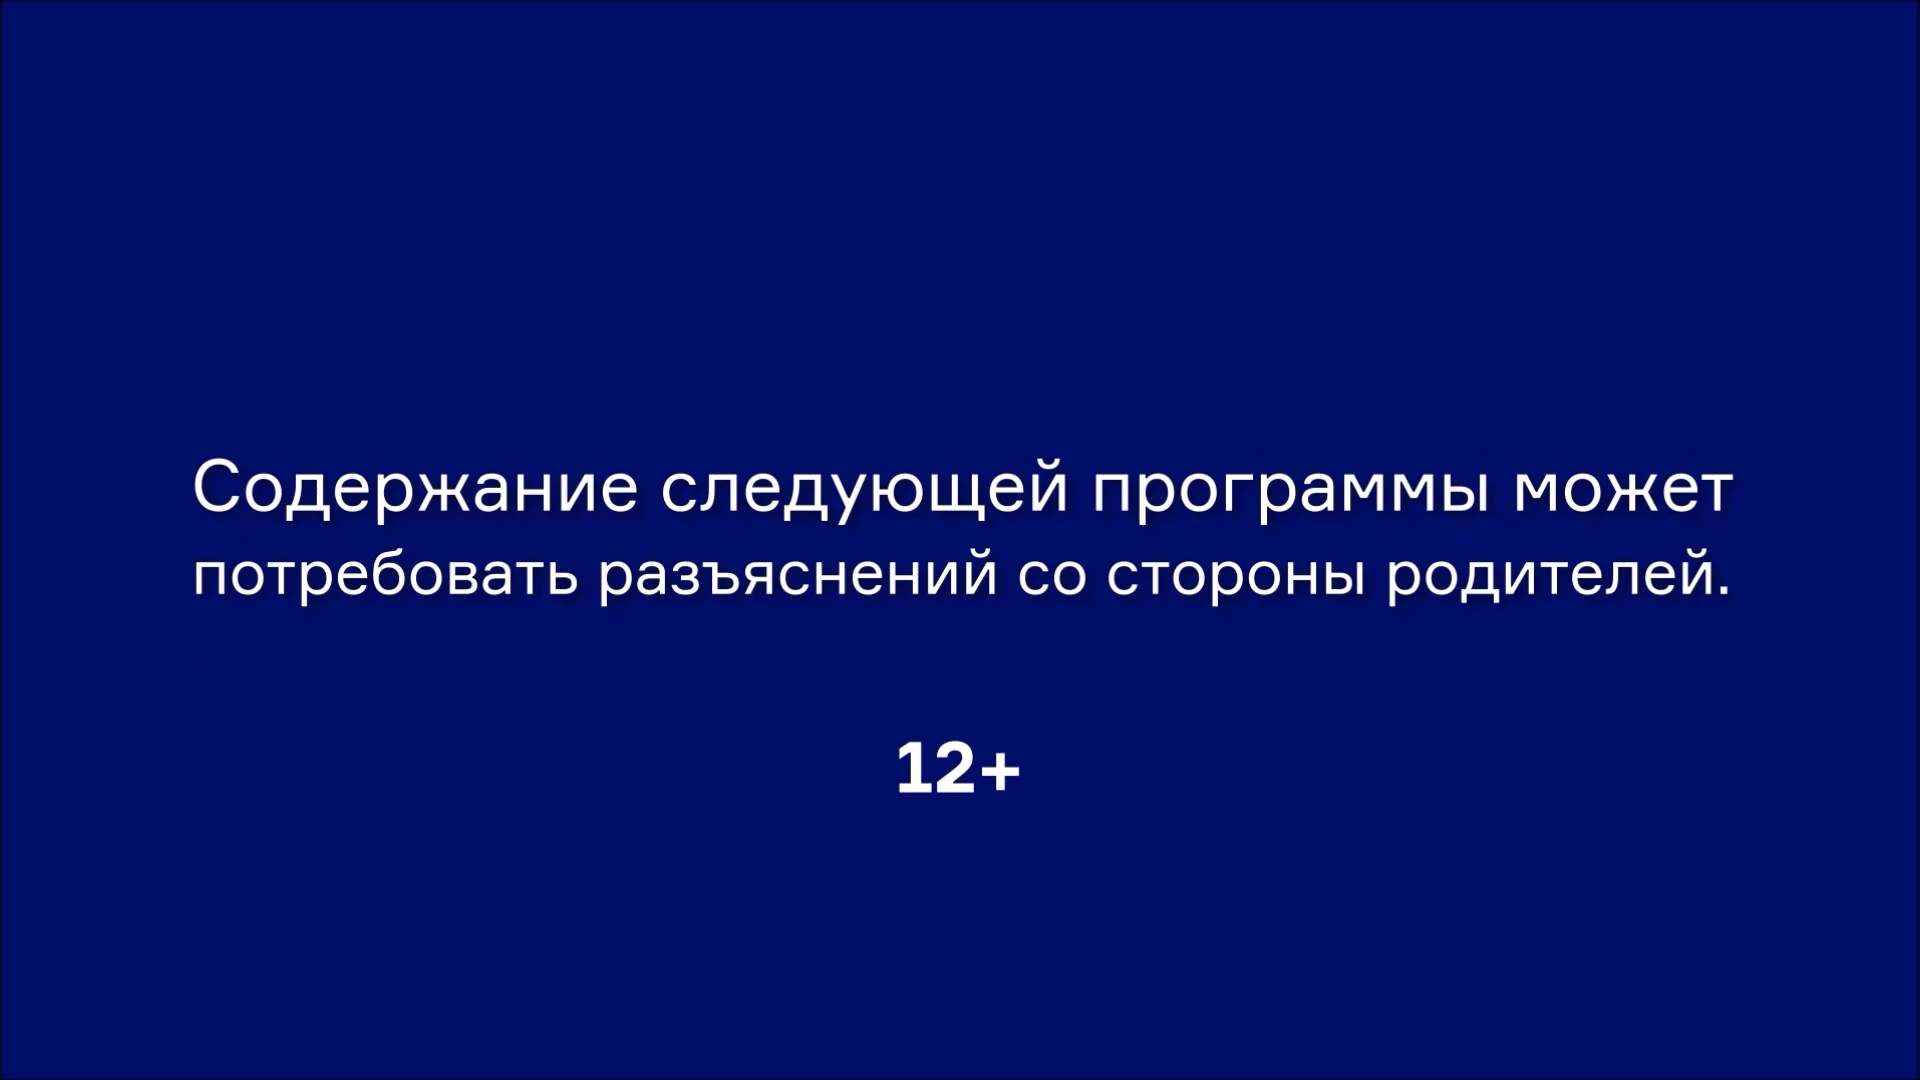 Содержание следующей программы может
потребовать разъяснений со стороны родителей.
12+